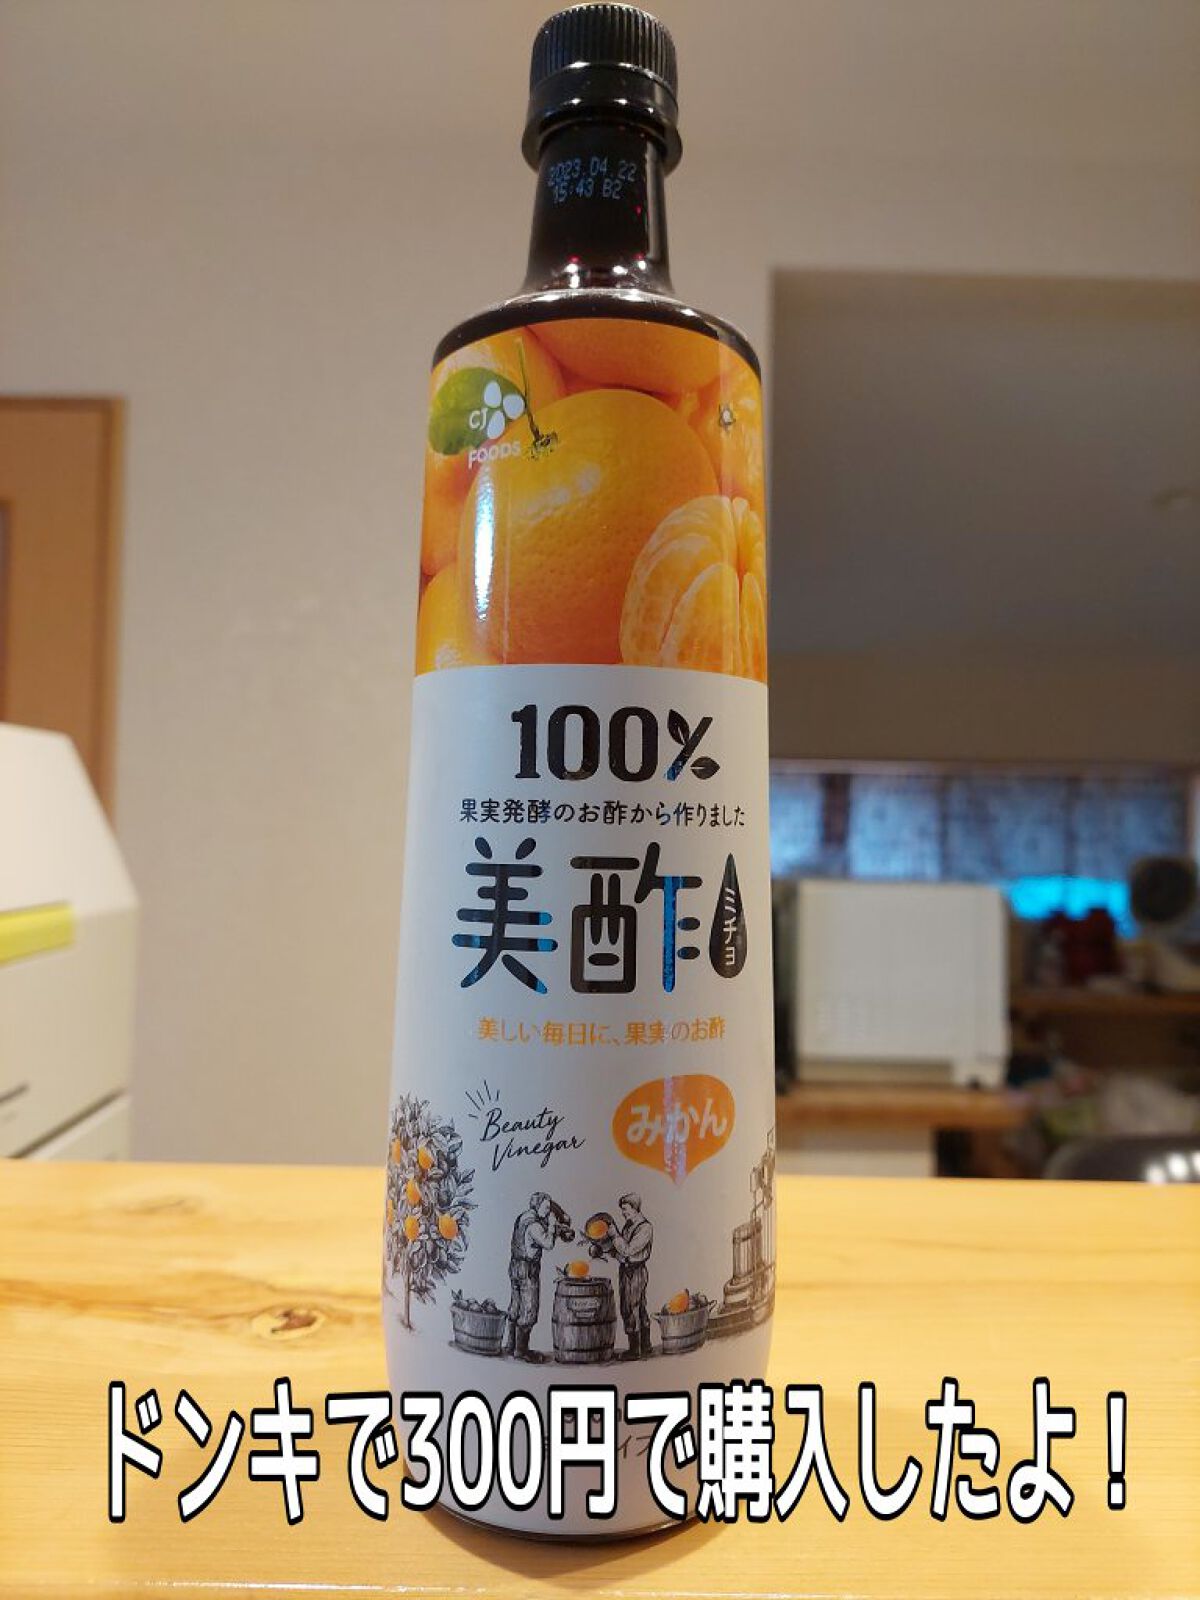 2023.04.22
15:43 B2
CJ
FOODS
100%
果実発酵のお酢から作りました
美酢
ミチョ
美しい毎日に、果実のお酢
Beauty
Vinegar
みかん
ドンキで300円で購入したよ！